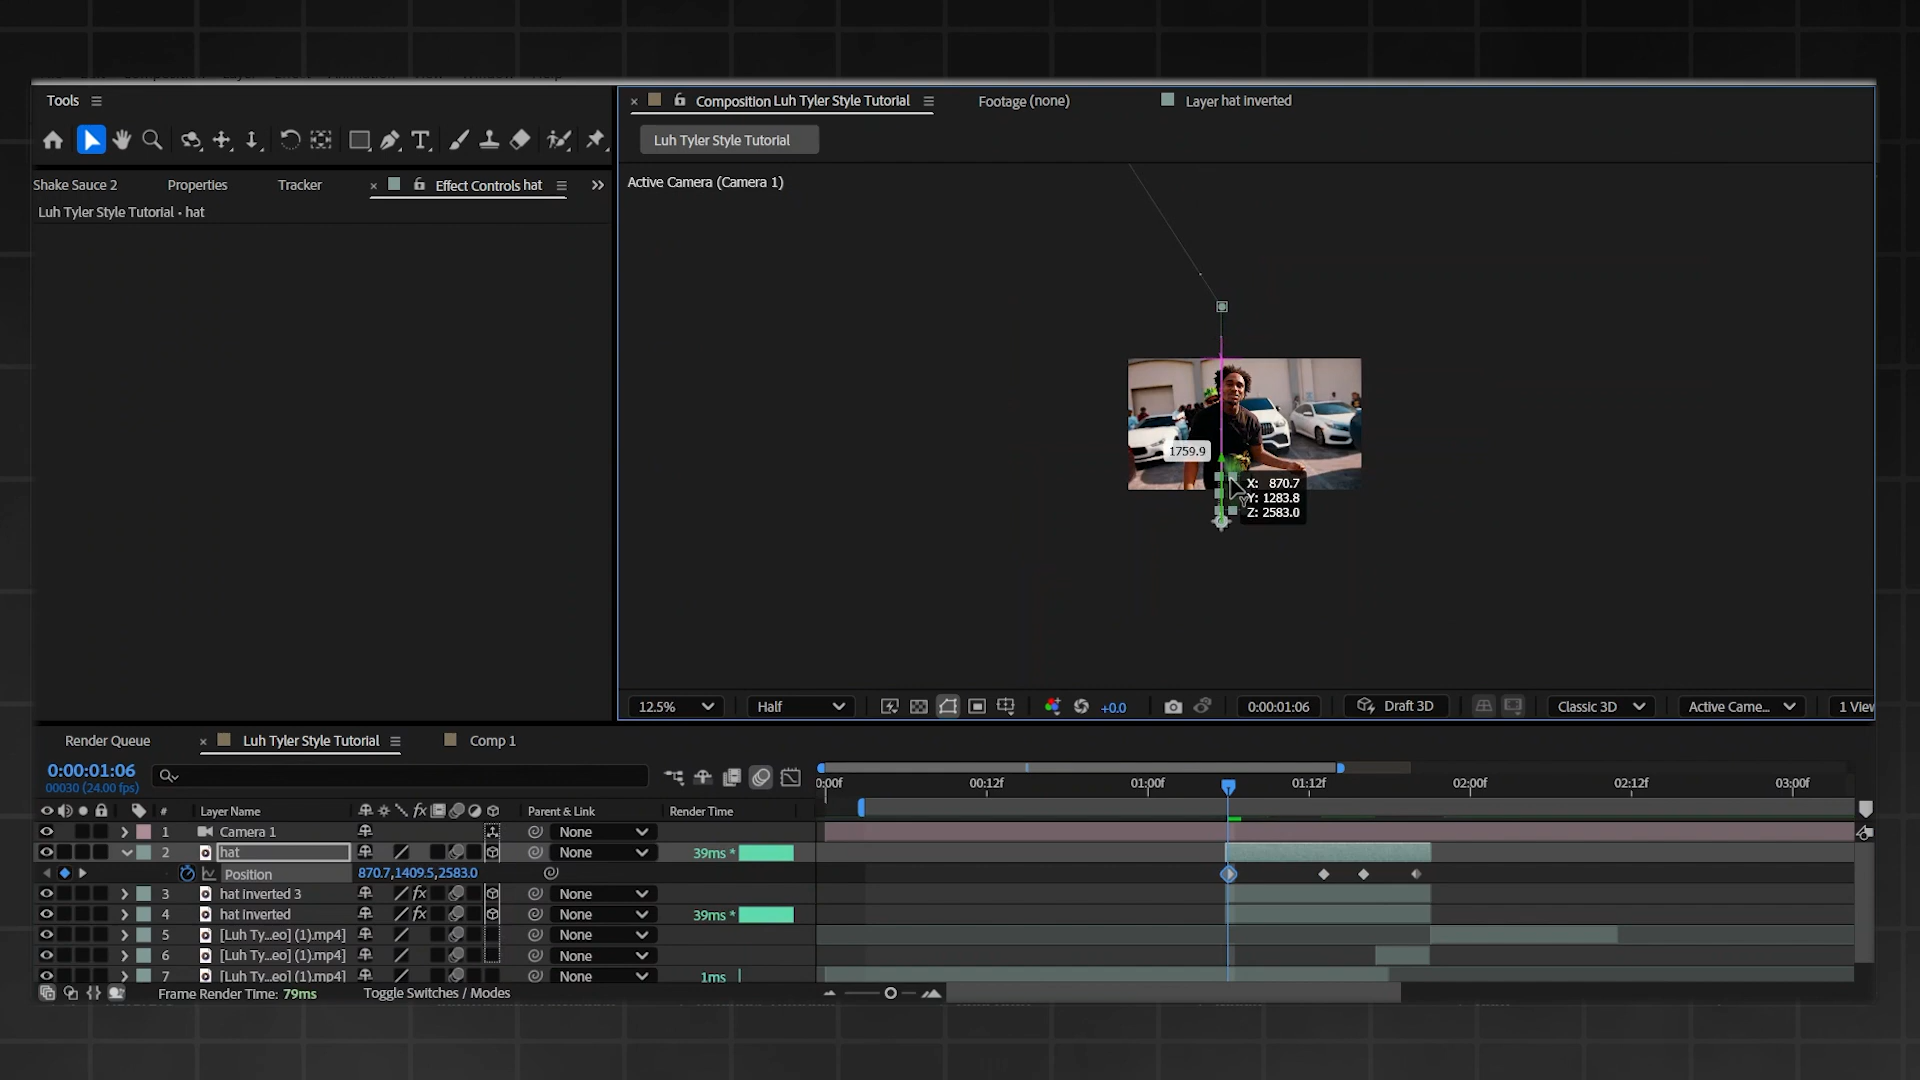 Tools
Composition Luh Tyler Style Tutorial
Footage (none)
Layer hat Inverted
Luh Tyler Style Tutorial
Shake Sauce 2
Properties
Tracker
Effect Controls hat
Luh Tyler Style Tutorial • hat
Active Camera (Camera 1)
1759.9
X: 870.7
Y: 1283.8
Z: 2583.0
12.5%
Half
+0.0
0:00:01:06
Draft 3D
Classic 3D
Active Came...
1 View
Render Queue
Luh Tyler Style Tutorial
Comp 1
0:00:01:06
00030 (24.00 fps)
0:00f 00:12f 01:00f 01:12f 02:00f 02:12f 03:00f
# Layer Name Parent & Link Render Time
1 Camera 1 None
2 hat None 39ms *
Position 870.7,1409.5,2583.0
3 hat Inverted 3 None
4 hat Inverted None 39ms *
5 [Luh Ty...eo] (1).mp4] None
6 [Luh Ty...eo] (1).mp4] None
7 [Luh Ty...eo] (1).mp4] None 1ms
Frame Render Time: 79ms
Toggle Switches / Modes